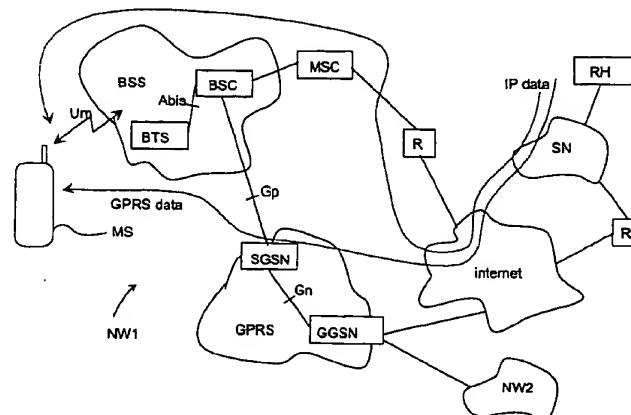 RH
MSC
BSS
BSC
IP data
Abis
Um
SN
BTS
R
Gp
GPRS data
MS
R
SGSN
internet
Gn
NW1
GPRS
GGSN
NW2